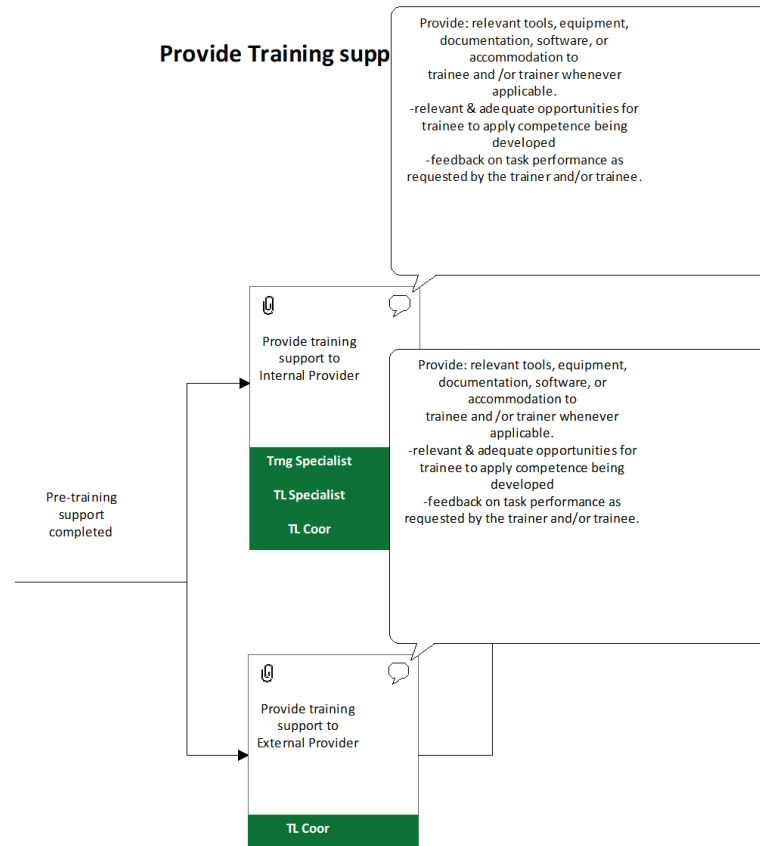 Provide Training supp
Provide: relevant tools, equipment,
documentation, software, or
accommodation to
trainee and /or trainer whenever
applicable.
-relevant & adequate opportunities for
trainee to apply competence being
developed
-feedback on task performance as
requested by the trainer and/or trainee.
Provide training
support to
Internal Provider
Trng Specialist
TL Specialist
TL Coor
Provide: relevant tools, equipment,
documentation, software, or
accommodation to
trainee and /or trainer whenever
applicable.
-relevant & adequate opportunities for
trainee to apply competence being
developed
-feedback on task performance as
requested by the trainer and/or trainee.
Pre-training
support
completed
Provide training
support to
External Provider
TL Coor